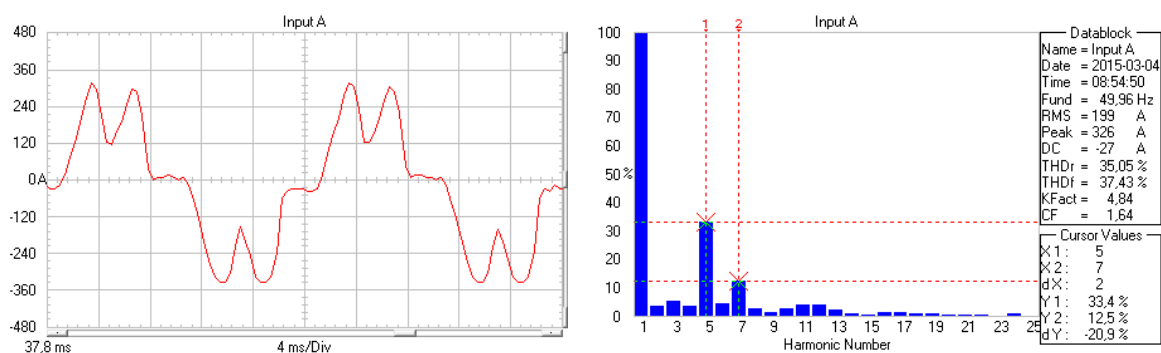 Input A
480
360
240
120
0A
-120
-240
-360
-480
37.8 ms
4 ms/Div
Input A
1 2
100
90
80
70
60
50 %
40
30
20
10
0
1 3 5 7 9 11 13 15 17 19 21 23 25
Harmonic Number
Datablock
Name = Input A
Date = 2015-03-04
Time = 08:54:50
Fund = 49,96 Hz
RMS = 199 A
Peak = 326 A
DC = -27 A
THDr = 35,05 %
THDf = 37,43 %
KFact = 4,84
CF = 1,64
Cursor Values
X1: 5
X2: 7
dX: 2
Y1: 33,4 %
Y2: 12,5 %
dY: -20,9 %